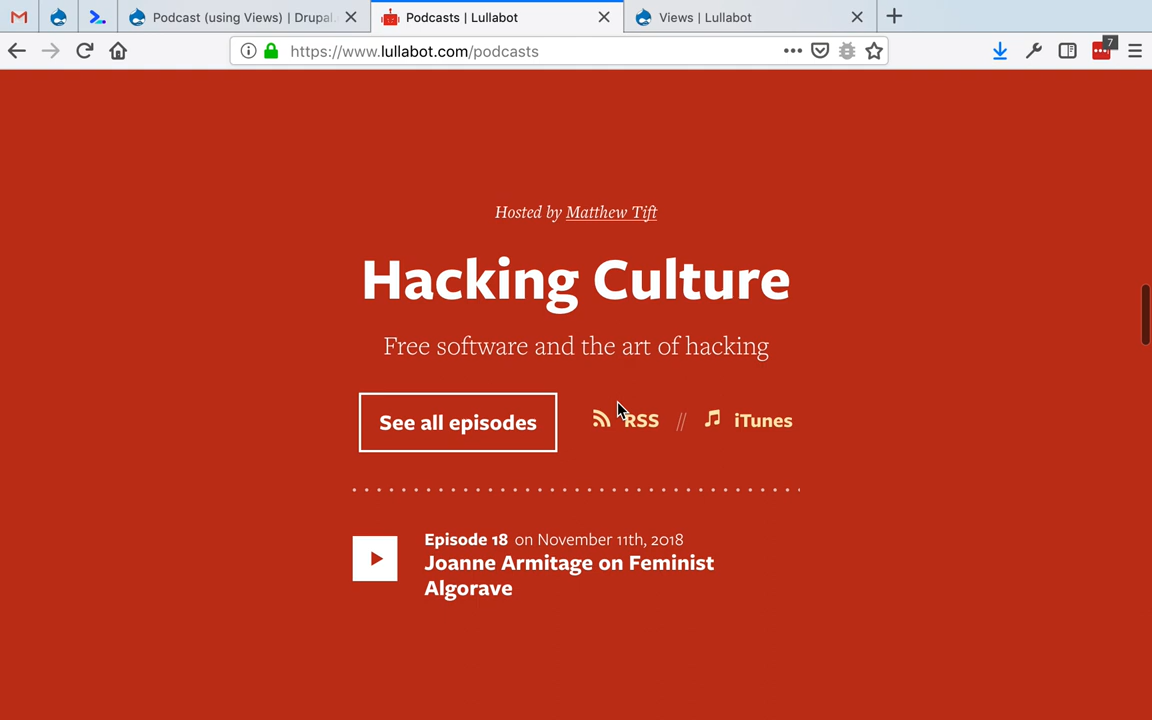 Podcast (using Views) | Drupal
Podcasts | Lullabot
Views | Lullabot
https://www.lullabot.com/podcasts
7
Hosted by Matthew Tift
Hacking Culture
Free software and the art of hacking
See all episodes
RSS // iTunes
Episode 18 on November 11th, 2018
Joanne Armitage on Feminist
Algorave